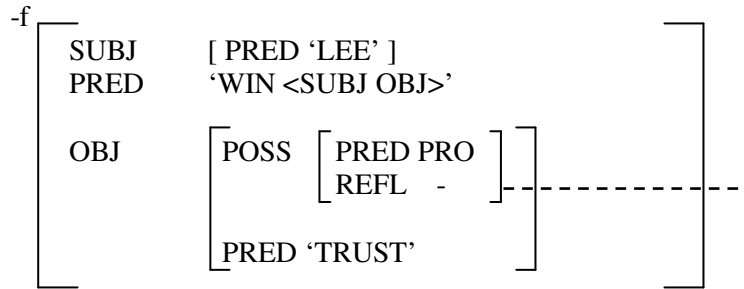 -f
SUBJ [ PRED ‘LEE’ ]
PRED ‘WIN <SUBJ OBJ>’
OBJ POSS PRED PRO
REFL -
PRED ‘TRUST’